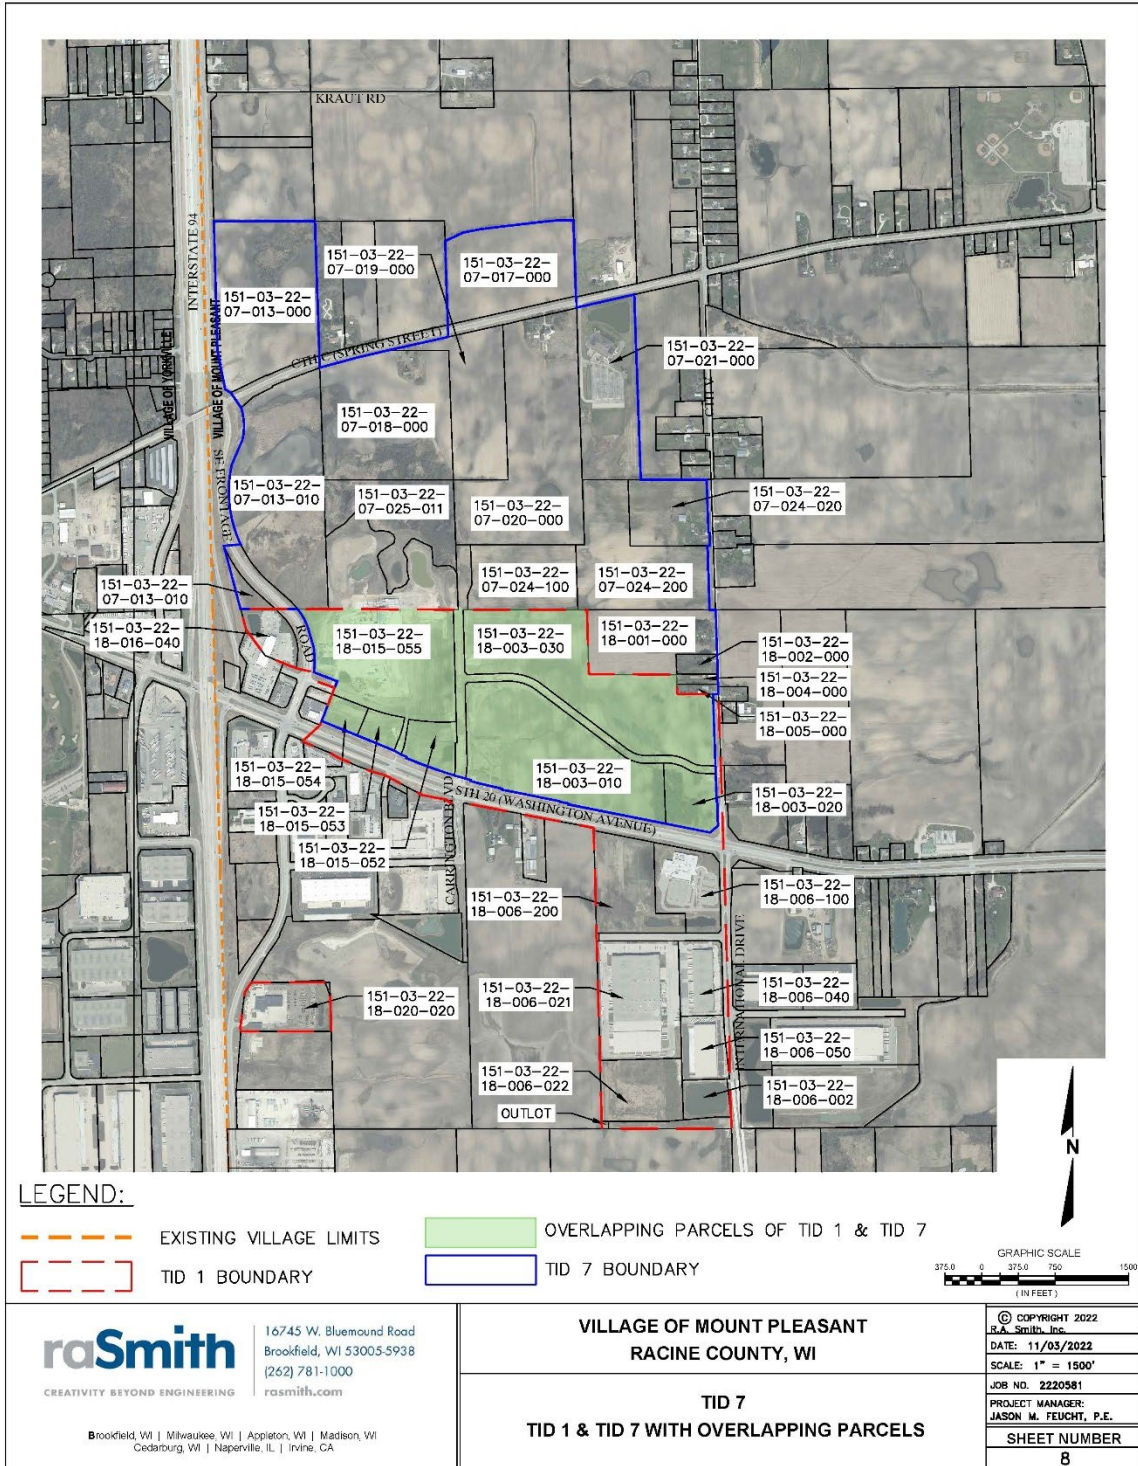 KRAUT RD
INTERSTATE 94
VILLAGE OF YORKVILLE
VILLAGE OF MOUNT PLEASANT
151-03-22-
07-019-000
151-03-22-
07-017-000
151-03-22-
07-013-000
CTH C (SPRING STREET)
151-03-22-
07-021-000
151-03-22-
07-018-000
SE FRONTAGE
ROAD
151-03-22-
07-013-010
151-03-22-
07-025-011
151-03-22-
07-020-000
151-03-22-
07-024-020
151-03-22-
07-013-010
151-03-22-
07-024-100
151-03-22-
07-024-200
151-03-22-
18-016-040
151-03-22-
18-015-055
151-03-22-
18-003-030
151-03-22-
18-001-000
151-03-22-
18-002-000
151-03-22-
18-004-000
151-03-22-
18-005-000
151-03-22-
18-015-054
151-03-22-
18-003-010
151-03-22-
18-003-020
STH 20 (WASHINGTON AVENUE)
151-03-22-
18-015-053
151-03-22-
18-015-052
CARRINGTON BLVD
151-03-22-
18-006-200
151-03-22-
18-006-100
INTERNATIONAL DRIVE
151-03-22-
18-020-020
151-03-22-
18-006-021
151-03-22-
18-006-040
151-03-22-
18-006-050
151-03-22-
18-006-022
151-03-22-
18-006-002
OUTLOT
N
LEGEND:
EXISTING VILLAGE LIMITS
OVERLAPPING PARCELS OF TID 1 & TID 7
TID 1 BOUNDARY
TID 7 BOUNDARY
GRAPHIC SCALE
375.0 0 375.0 750 1500
( IN FEET )
raSmith
CREATIVITY BEYOND ENGINEERING
16745 W. Bluemound Road
Brookfield, WI 53005-5938
(262) 781-1000
rasmith.com
Brookfield, WI | Milwaukee, WI | Appleton, WI | Madison, WI
Cedarburg, WI | Naperville, IL | Irvine, CA
VILLAGE OF MOUNT PLEASANT
RACINE COUNTY, WI
TID 7
TID 1 & TID 7 WITH OVERLAPPING PARCELS
© COPYRIGHT 2022
R.A. Smith, Inc.
DATE: 11/03/2022
SCALE: 1" = 1500'
JOB NO. 2220581
PROJECT MANAGER:
JASON M. FEUCHT, P.E.
SHEET NUMBER
8